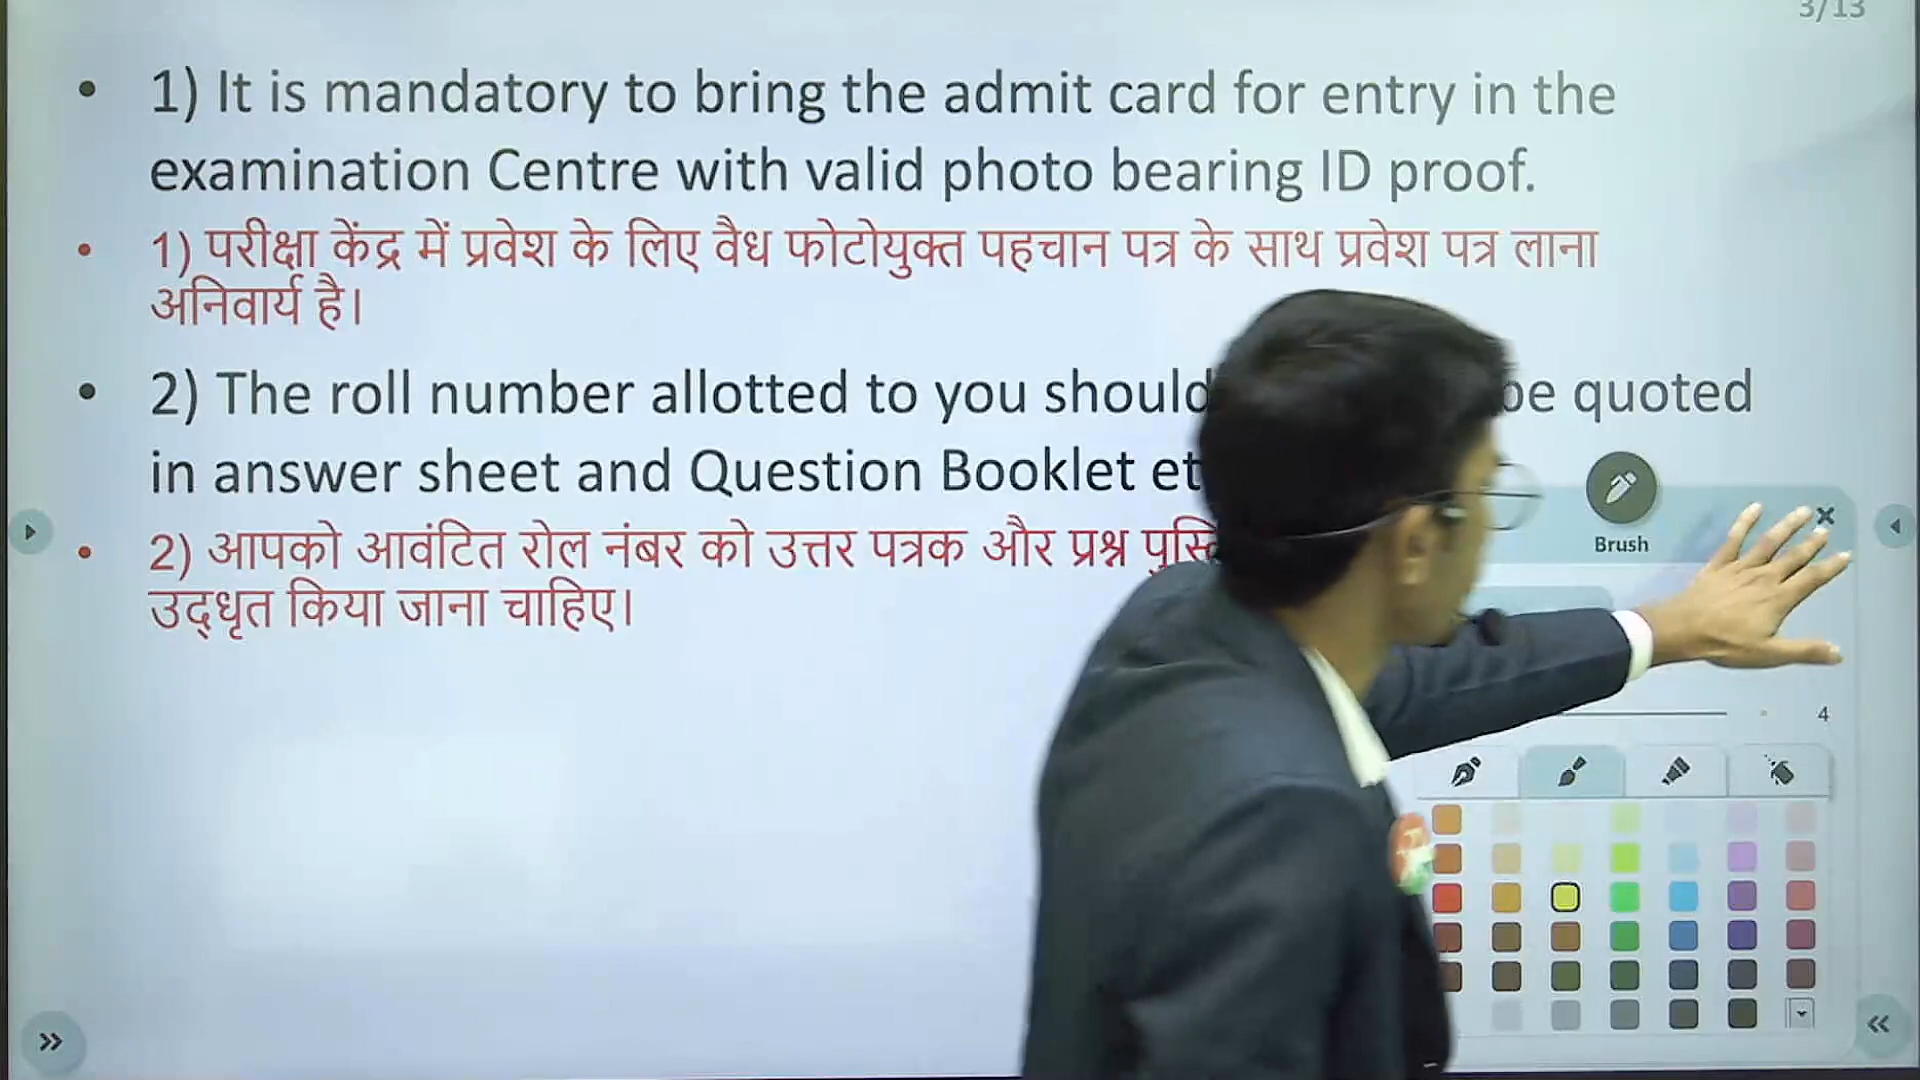 3/13
• 1) It is mandatory to bring the admit card for entry in the
examination Centre with valid photo bearing ID proof.
• 1) परीक्षा केंद्र में प्रवेश के लिए वैध फोटोयुक्त पहचान पत्र के साथ प्रवेश पत्र लाना
अनिवार्य है।
• 2) The roll number allotted to you should be quoted
in answer sheet and Question Booklet
• 2) आपको आवंटित रोल नंबर को उत्तर पत्रक और प्रश्न
उद्धृत किया जाना चाहिए।
Brush
4